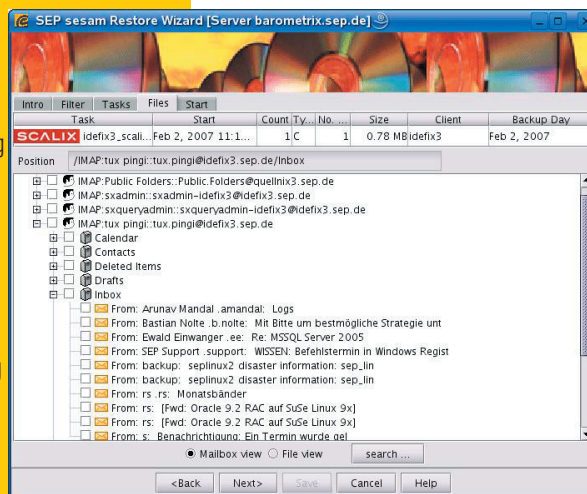 SEP sesam Restore Wizard [Server barometrix.sep.de]
Intro Filter Tasks Files Start
Task Start Count Ty... No. ... Size Client Backup Day
SCALIX idefix3_scali... Feb 2, 2007 11:1... 1 C 1 0.78 MB idefix3 Feb 2, 2007
Position /IMAP:tux pingi::tux.pingi@idefix3.sep.de/Inbox
IMAP:Public Folders::Public.Folders@quellnix3.sep.de
IMAP:sxadmin::sxadmin-idefix3@idefix3.sep.de
IMAP:sxqueryadmin::sxqueryadmin-idefix3@idefix3.sep.de
IMAP:tux pingi::tux.pingi@idefix3.sep.de
Calendar
Contacts
Deleted Items
Drafts
Inbox
From: Arunav Mandal .amandal: Logs
From: Bastian Nolte .b.nolte: Mit Bitte um bestmögliche Strategie unt
From: Ewald Einwanger .ee: Re: MSSQL Server 2005
From: SEP Support .support: WISSEN: Befehlstermin in Windows Regist
From: backup: seplinux2 disaster information: sep_lin
From: backup: seplinux2 disaster information: sep_lin
From: rs .rs: Monatsbänder
From: rs: [Fwd: Oracle 9.2 RAC auf SuSe Linux 9x]
From: rs: [Fwd: Oracle 9.2 RAC auf SuSe Linux 9x]
From: s: Benachrichtigung: Ein Termin wurde gel
Mailbox view File view search ...
<Back Next> Save Cancel Help